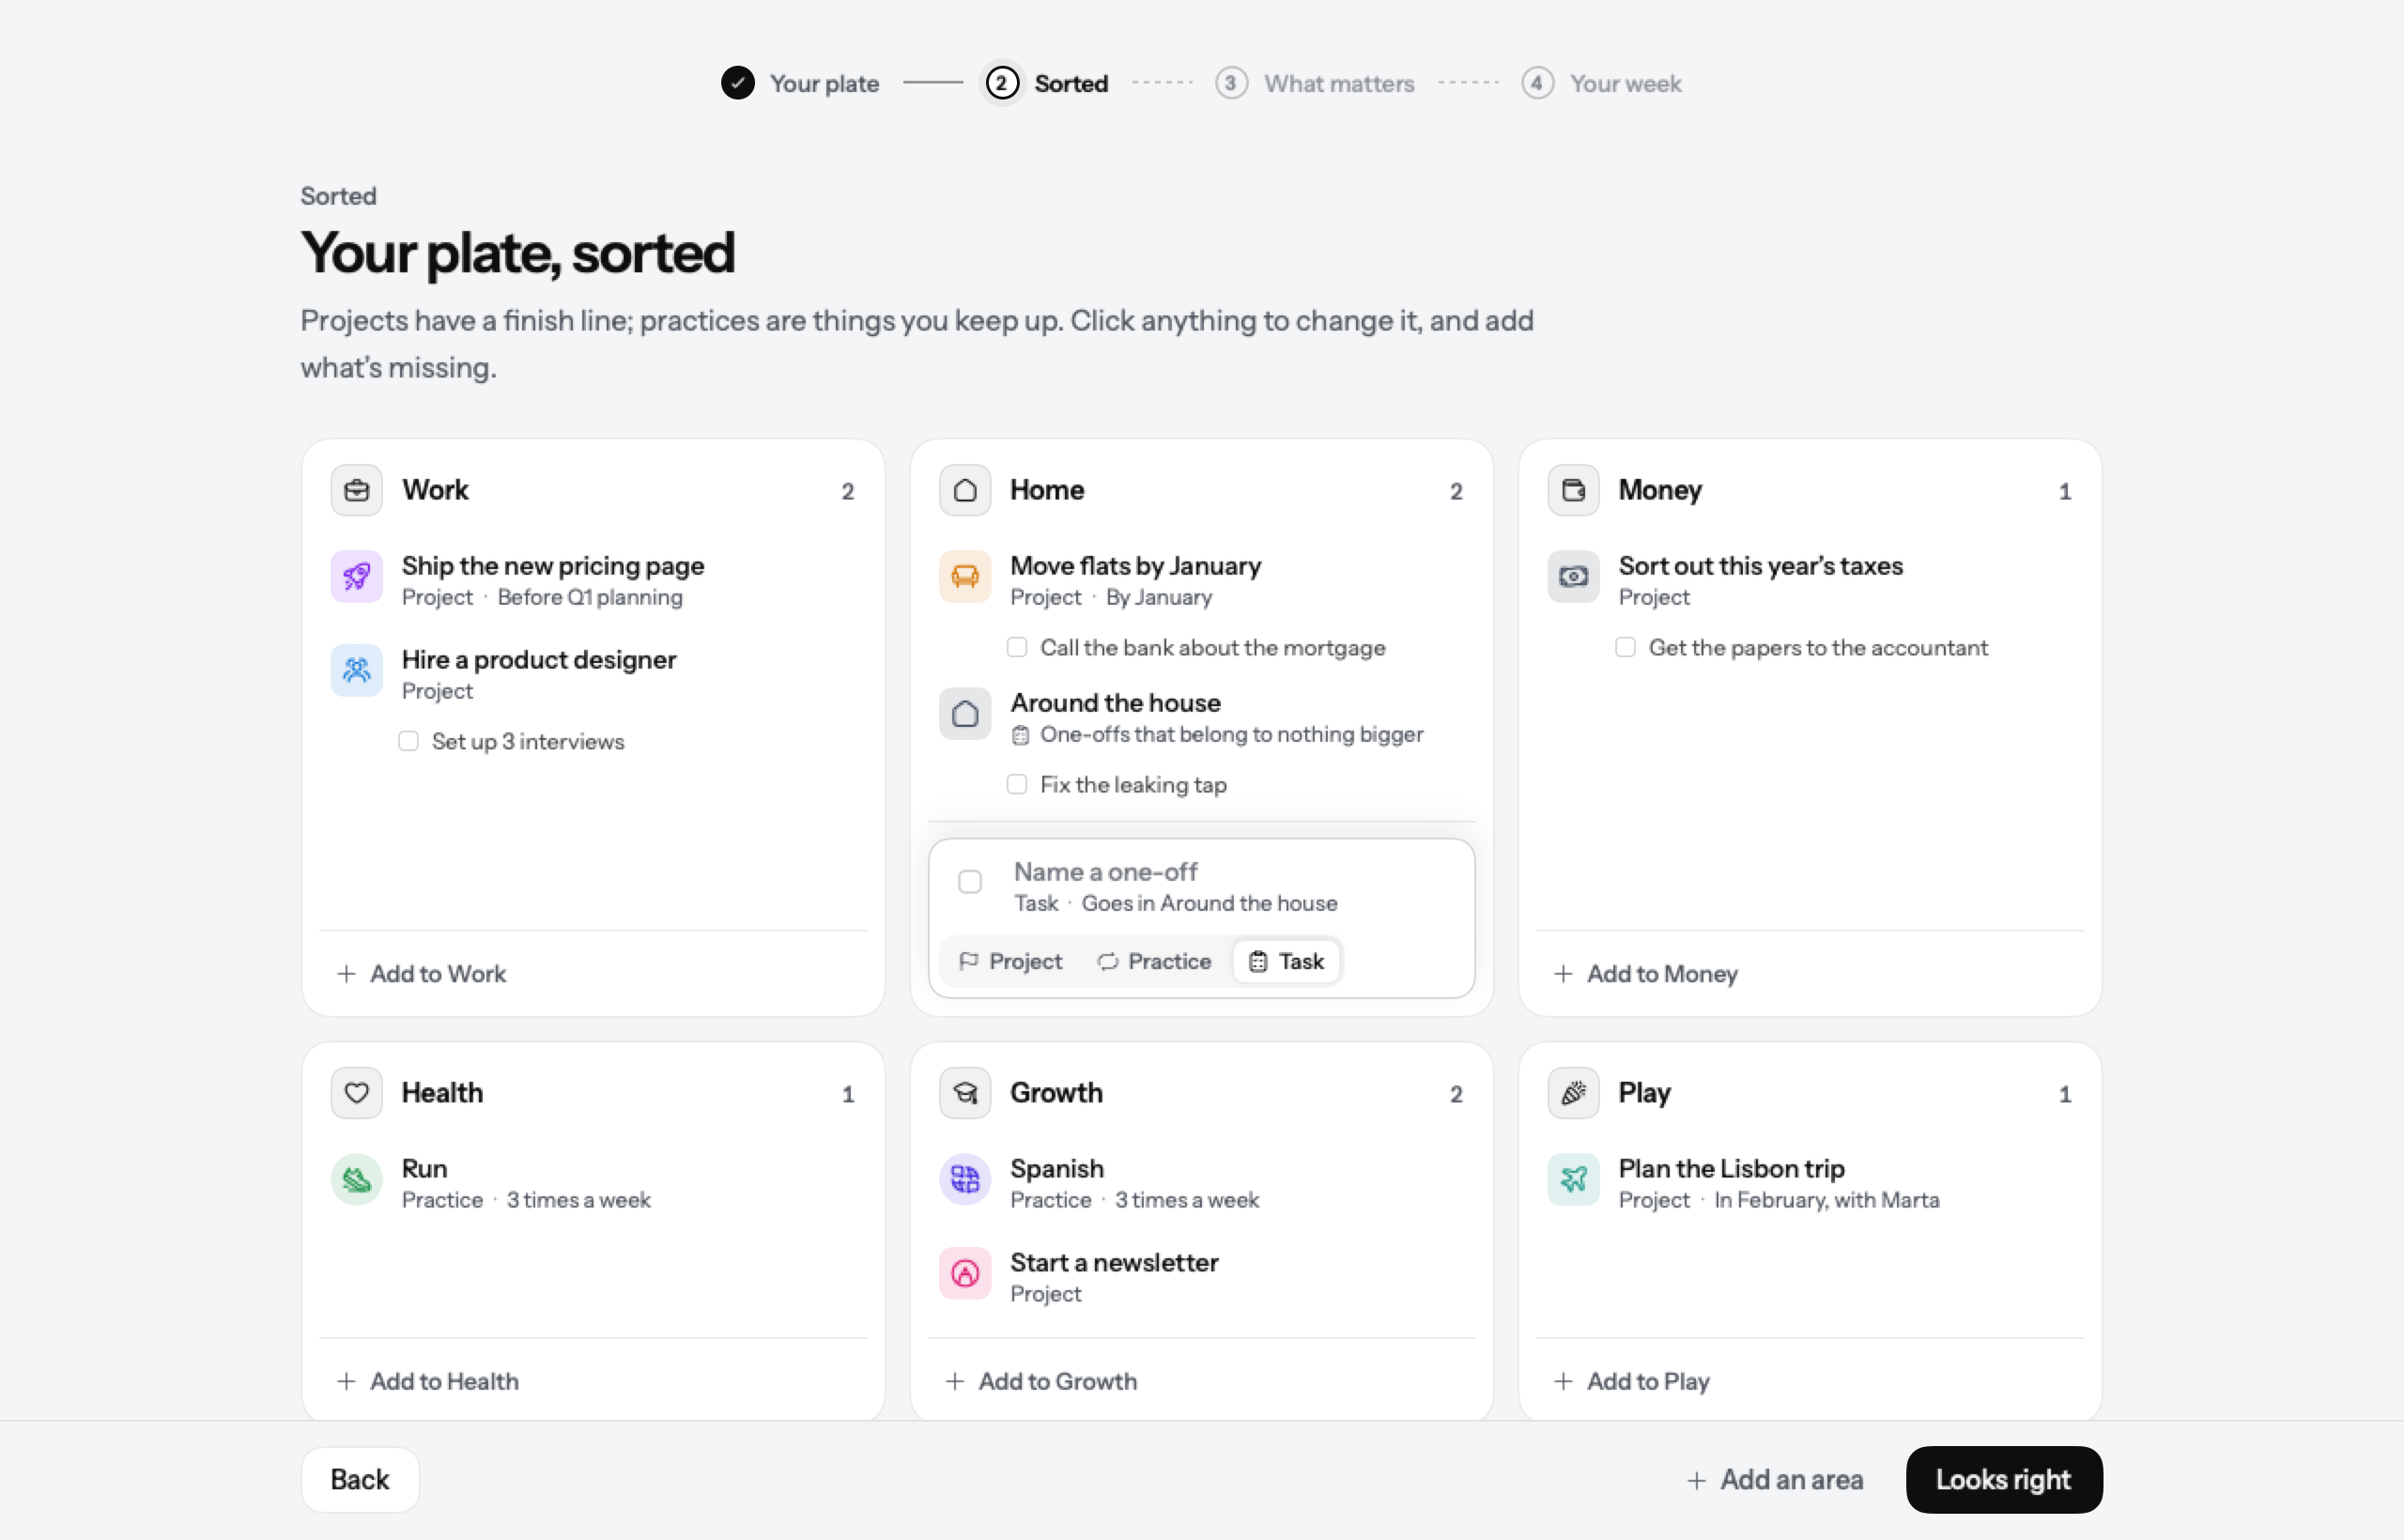 Your plate
2 Sorted
3 What matters
4 Your week
Sorted
Your plate, sorted
Projects have a finish line; practices are things you keep up. Click anything to change it, and add
what’s missing.
Work 2
Ship the new pricing page
Project · Before Q1 planning
Hire a product designer
Project
Set up 3 interviews
Add to Work
Home 2
Move flats by January
Project · By January
Call the bank about the mortgage
Around the house
One-offs that belong to nothing bigger
Fix the leaking tap
Name a one-off
Task · Goes in Around the house
Project Practice Task
Money 1
Sort out this year’s taxes
Project
Get the papers to the accountant
Add to Money
Health 1
Run
Practice · 3 times a week
Add to Health
Growth 2
Spanish
Practice · 3 times a week
Start a newsletter
Project
Add to Growth
Play 1
Plan the Lisbon trip
Project · In February, with Marta
Add to Play
Back
Add an area
Looks right